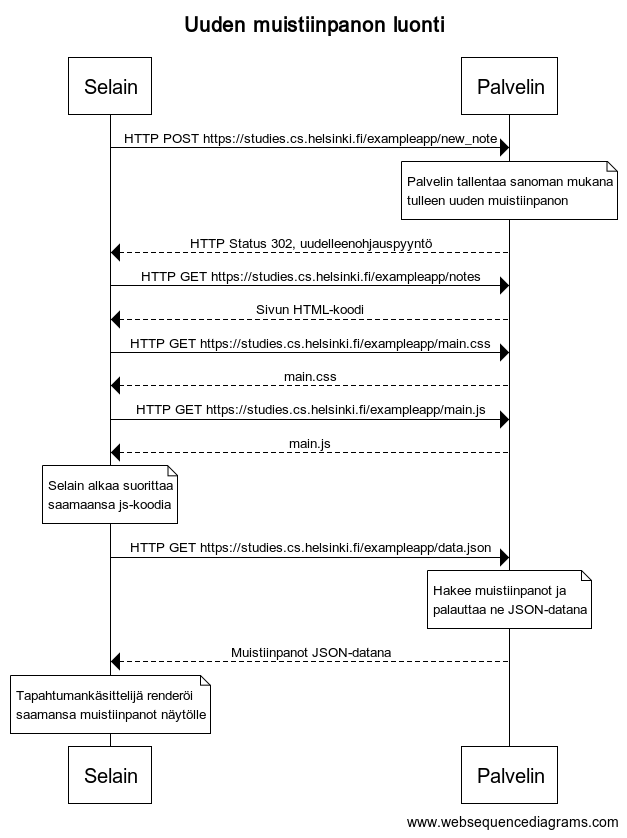 Uuden muistiinpanon luonti
Selain
Palvelin
HTTP POST https://studies.cs.helsinki.fi/exampleapp/new_note
Palvelin tallentaa sanoman mukana
tulleen uuden muistiinpanon
HTTP Status 302, uudelleenohjauspyyntö
HTTP GET https://studies.cs.helsinki.fi/exampleapp/notes
Sivun HTML-koodi
HTTP GET https://studies.cs.helsinki.fi/exampleapp/main.css
main.css
HTTP GET https://studies.cs.helsinki.fi/exampleapp/main.js
main.js
Selain alkaa suorittaa
saamaansa js-koodia
HTTP GET https://studies.cs.helsinki.fi/exampleapp/data.json
Hakee muistiinpanot ja
palauttaa ne JSON-datana
Muistiinpanot JSON-datana
Tapahtumankäsittelijä renderöi
saamansa muistiinpanot näytölle
Selain
Palvelin
www.websequencediagrams.com